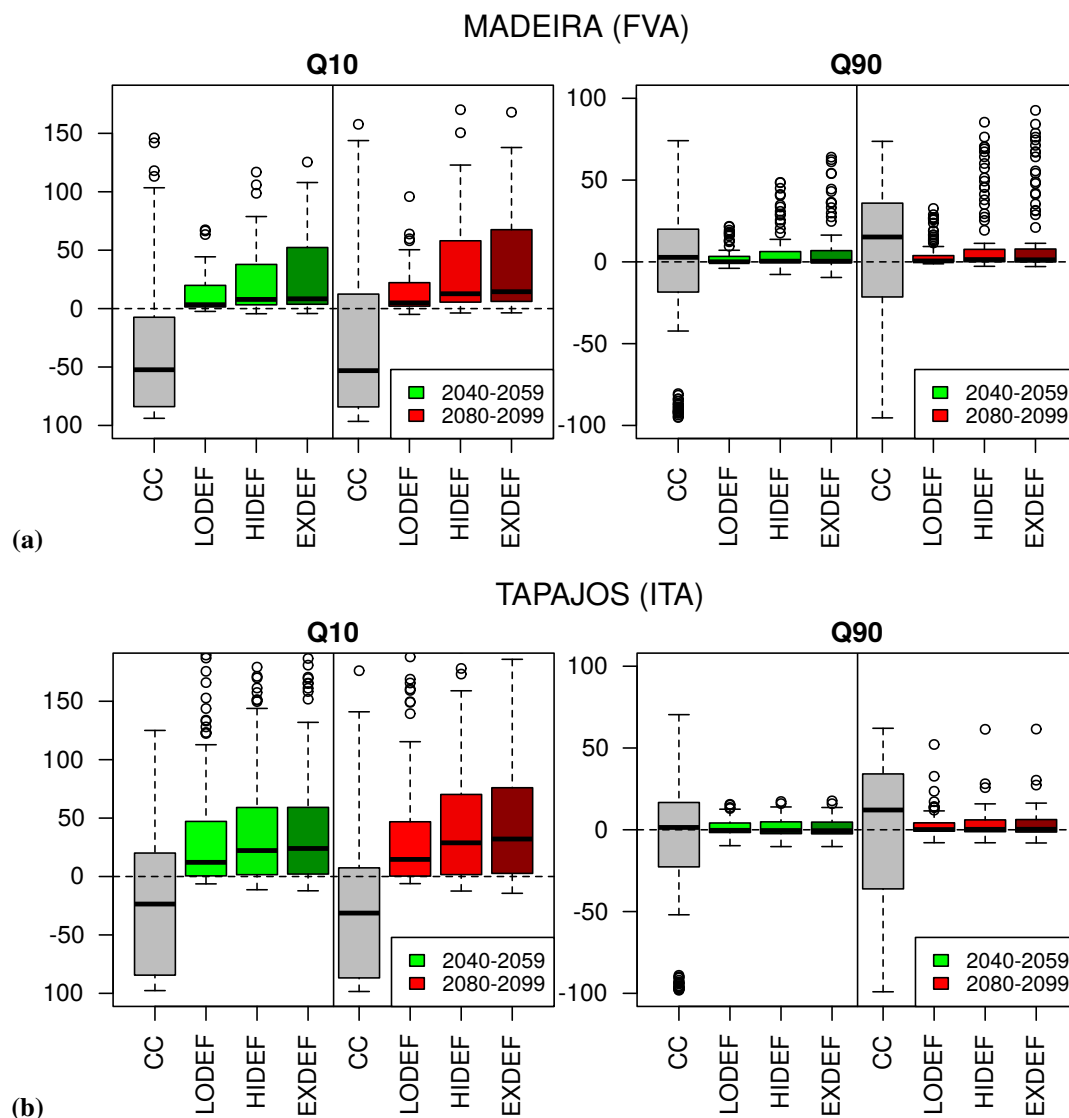 MADEIRA (FVA)
Q10
Q90
150
100
50
0
-50
100
100
50
0
-50
-100
2040-2059
2080-2099
2040-2059
2080-2099
CC
LODEF
HIDEF
EXDEF
CC
LODEF
HIDEF
EXDEF
CC
LODEF
HIDEF
EXDEF
CC
LODEF
HIDEF
EXDEF
(a)
TAPAJOS (ITA)
Q10
Q90
150
100
50
0
-50
100
100
50
0
-50
-100
2040-2059
2080-2099
2040-2059
2080-2099
CC
LODEF
HIDEF
EXDEF
CC
LODEF
HIDEF
EXDEF
CC
LODEF
HIDEF
EXDEF
CC
LODEF
HIDEF
EXDEF
(b)